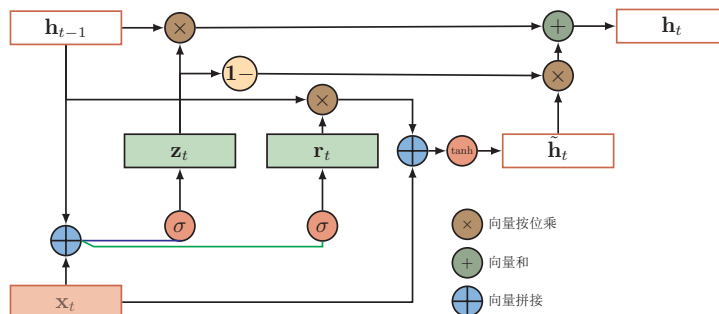 h_{t−1} × + h_t
1− ×
×
z_t r_t tanh h̃_t
σ σ
× 向量按位乘
+ 向量和
x_t 向量拼接